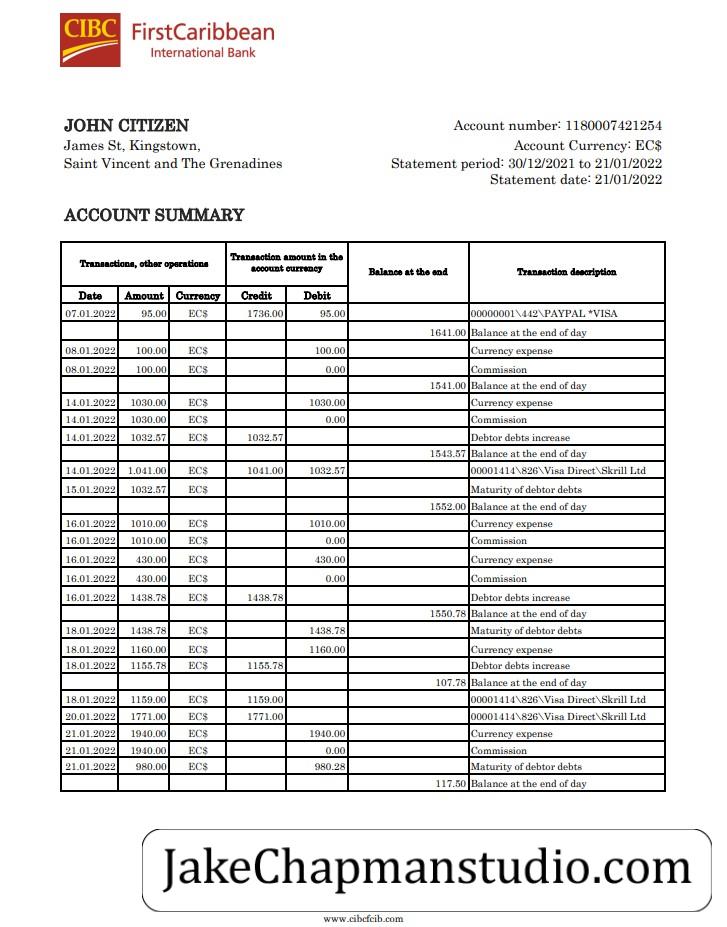 CIBC FirstCaribbean
International Bank
JOHN CITIZEN
James St, Kingstown,
Saint Vincent and The Grenadines
Account number: 1180007421254
Account Currency: EC$
Statement period: 30/12/2021 to 21/01/2022
Statement date: 21/01/2022
ACCOUNT SUMMARY
Transactions, other operations Transaction amount in the account currency Balance at the end Transaction description
Date Amount Currency Credit Debit
07.01.2022 95.00 EC$ 1736.00 95.00 00000001\442\PAYPAL *VISA
1641.00 Balance at the end of day
08.01.2022 100.00 EC$ 100.00 Currency expense
08.01.2022 100.00 EC$ 0.00 Commission
1541.00 Balance at the end of day
14.01.2022 1030.00 EC$ 1030.00 Currency expense
14.01.2022 1030.00 EC$ 0.00 Commission
14.01.2022 1032.57 EC$ 1032.57 Debtor debts increase
1543.57 Balance at the end of day
14.01.2022 1.041.00 EC$ 1041.00 1032.57 00001414\826\Visa Direct\Skrill Ltd
15.01.2022 1032.57 EC$ Maturity of debtor debts
1552.00 Balance at the end of day
16.01.2022 1010.00 EC$ 1010.00 Currency expense
16.01.2022 1010.00 EC$ 0.00 Commission
16.01.2022 430.00 EC$ 430.00 Currency expense
16.01.2022 430.00 EC$ 0.00 Commission
16.01.2022 1438.78 EC$ 1438.78 Debtor debts increase
1550.78 Balance at the end of day
18.01.2022 1438.78 EC$ 1438.78 Maturity of debtor debts
18.01.2022 1160.00 EC$ 1160.00 Currency expense
18.01.2022 1155.78 EC$ 1155.78 Debtor debts increase
107.78 Balance at the end of day
18.01.2022 1159.00 EC$ 1159.00 00001414\826\Visa Direct\Skrill Ltd
20.01.2022 1771.00 EC$ 1771.00 00001414\826\Visa Direct\Skrill Ltd
21.01.2022 1940.00 EC$ 1940.00 Currency expense
21.01.2022 1940.00 EC$ 0.00 Commission
21.01.2022 980.00 EC$ 980.28 Maturity of debtor debts
117.50 Balance at the end of day
JakeChapmanstudio.com
www.cibcfcib.com